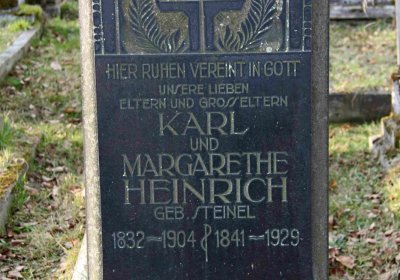 HIER RUHEN VEREINT IN GOTT
UNSERE LIEBEN
ELTERN UND GROSSELTERN
KARL
UND
MARGARETHE
HEINRICH
GEB. STEINEL
1832–1904 1841–1929